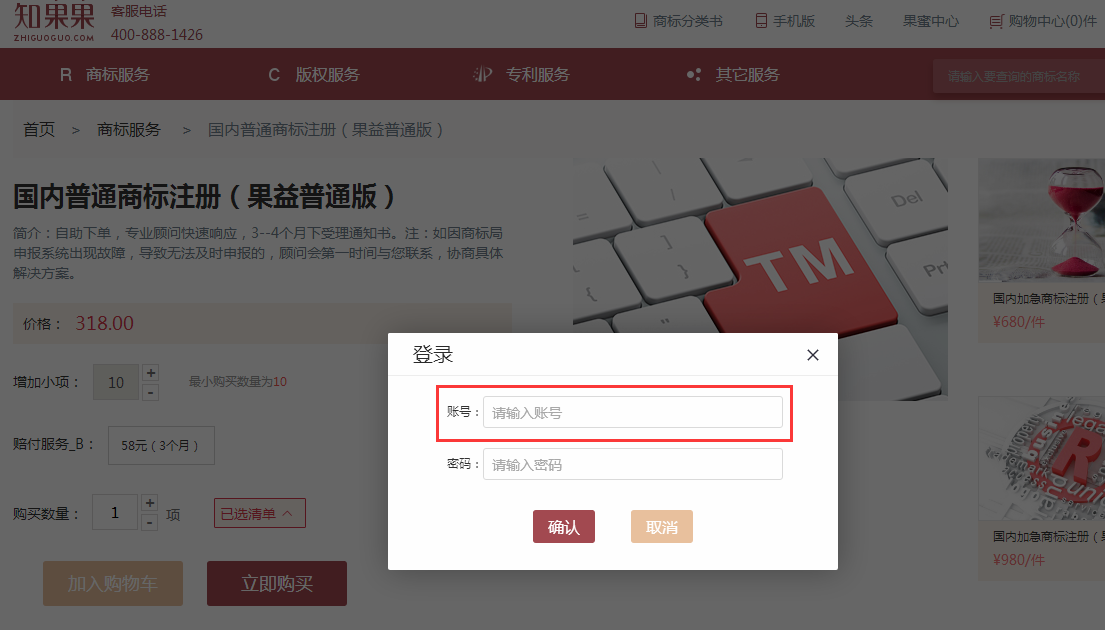 知果果
ZHIGUOGUO.COM
客服电话
400-888-1426
商标分类书
手机版
头条
果蜜中心
购物中心(0)件
R 商标服务
C 版权服务
专利服务
其它服务
请输入要查询的商标名称
首页 > 商标服务 > 国内普通商标注册（果益普通版）
国内普通商标注册（果益普通版）
简介：自助下单，专业顾问快速响应，3--4个月下受理通知书。注：如因商标局
申报系统出现故障，导致无法及时申报的，顾问会第一时间与您联系，协商具体
解决方案。
价格： 318.00
增加小项： 10 + - 最小购买数量为10
赔付服务_B： 58元（3个月）
购买数量： 1 + - 项 已选清单
加入购物车
立即购买
Del
TM
国内加急商标注册（果
¥680/件
business
legal
trademark
R
国内加急商标注册（果
¥980/件
登录
×
账号： 请输入账号
密码： 请输入密码
确认
取消